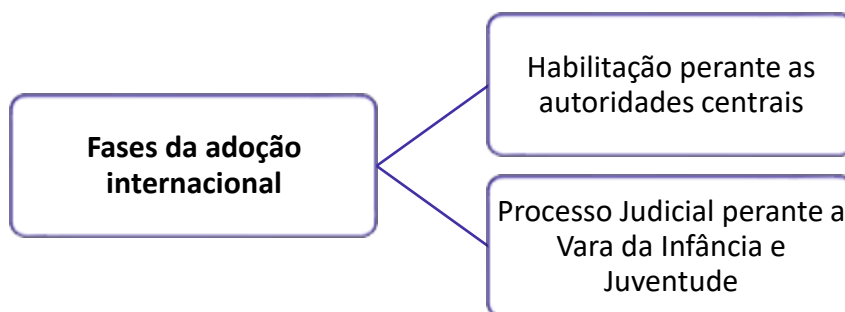 Habilitação perante as
autoridades centrais
Fases da adoção
internacional
Processo Judicial perante a
Vara da Infância e
Juventude